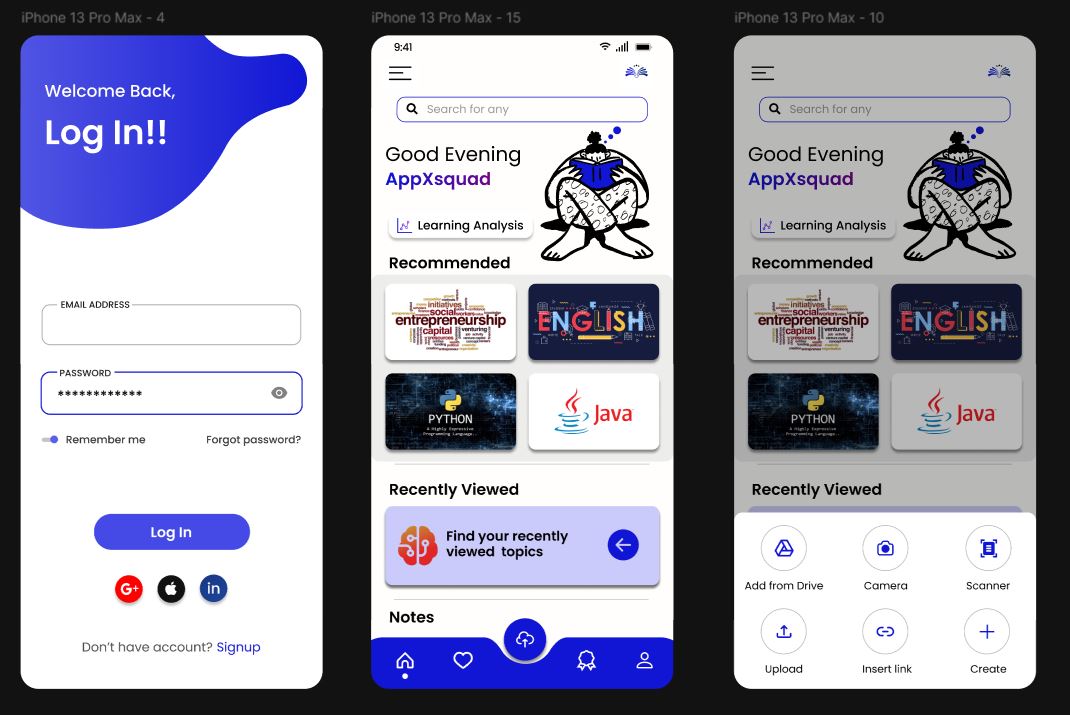 iPhone 13 Pro Max - 4
Welcome Back,
Log In!!
EMAIL ADDRESS
PASSWORD
************
Remember me
Forgot password?
Log In
G+
in
Don't have account? Signup
iPhone 13 Pro Max - 15
9:41
Search for any
Good Evening
AppXsquad
Learning Analysis
Recommended
initiatives
social
entrepreneurship
capital
venturing
resources
ENGLISH
PYTHON
A Highly Expressive
Programming Language..
Java
Recently Viewed
Find your recently
viewed topics
Notes
iPhone 13 Pro Max - 10
Search for any
Good Evening
AppXsquad
Learning Analysis
Recommended
initiatives
social
entrepreneurship
capital
venturing
resources
ENGLISH
PYTHON
A Highly Expressive
Programming Language..
Java
Recently Viewed
Add from Drive
Camera
Scanner
Upload
Insert link
Create